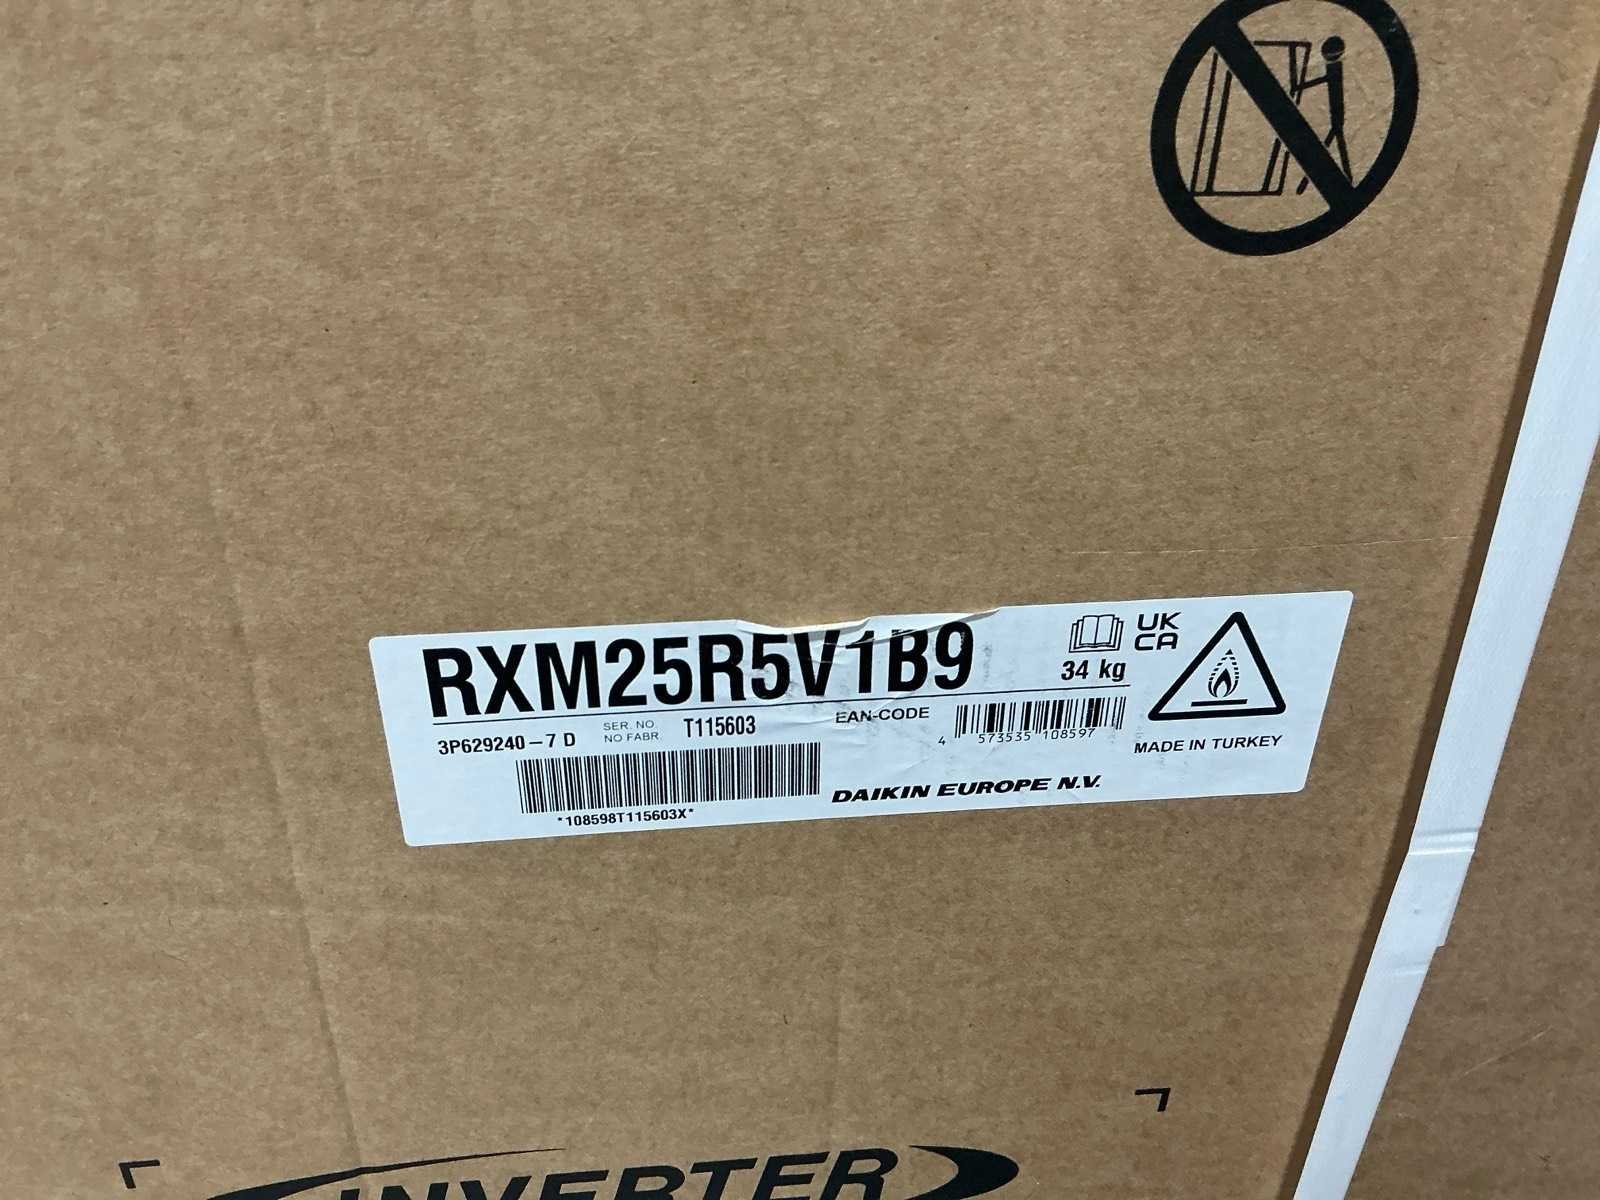 RXM25R5V1B9
34 kg
UK
CA
3P629240-7 D
SER. NO.
NO FABR.
T115603
EAN-CODE
4 573535 108597
MADE IN TURKEY
*108598T115603X*
DAIKIN EUROPE N.V.
INVERTER